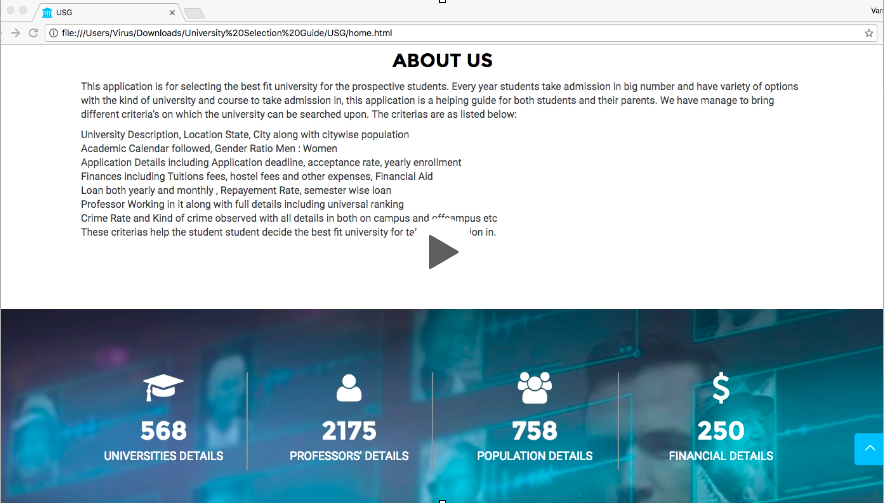 USG
Van
file:///Users/Virus/Downloads/University%20Selection%20Guide/USG/home.html
ABOUT US
This application is for selecting the best fit university for the prospective students. Every year students take admission in big number and have variety of options
with the kind of university and course to take admission in, this application is a helping guide for both students and their parents. We have manage to bring
different criteria's on which the university can be searched upon. The criterias are as listed below:
University Description, Location State, City along with citywise population
Academic Calendar followed, Gender Ratio Men : Women
Application Details including Application deadline, acceptance rate, yearly enrollment
Finances including Tuitions fees, hostel fees and other expenses, Financial Aid
Loan both yearly and monthly , Repayement Rate, semester wise loan
Professor Working in it along with full details including universal ranking
Crime Rate and Kind of crime observed with all details in both on campus and offcampus etc
These criterias help the student student decide the best fit university for ion in.
568 2175 758 250
UNIVERSITIES DETAILS PROFESSORS' DETAILS POPULATION DETAILS FINANCIAL DETAILS